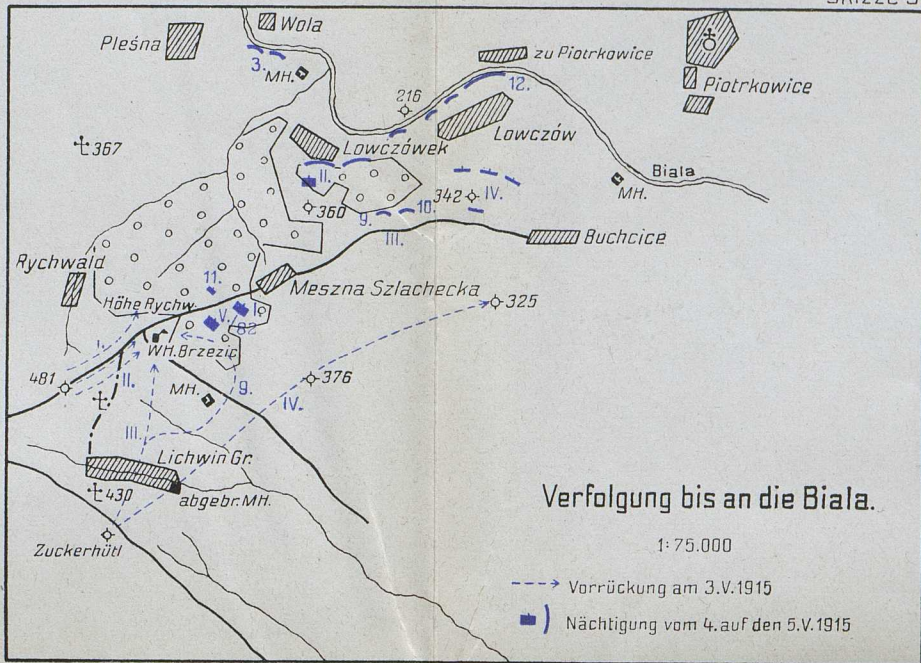 Wola
Pleśna
3.
MH.
zu Piotrkowice
Piotrkowice
216
12.
Lowczów
367
Lowczówek
II.
Biala
MH.
342
IV.
360
9.
10.
III.
Buchcice
Rychwald
11.
Meszna Szlachecka
Höhe Rychw.
V.
I.
82
325
WH. Brzezie
481
II.
376
MH.
9.
IV.
III.
Lichwin Gr.
430
abgebr. MH.
Zuckerhütl
Verfolgung bis an die Biala.
1:75.000
Vorrückung am 3.V.1915
Nächtigung vom 4. auf den 5.V.1915